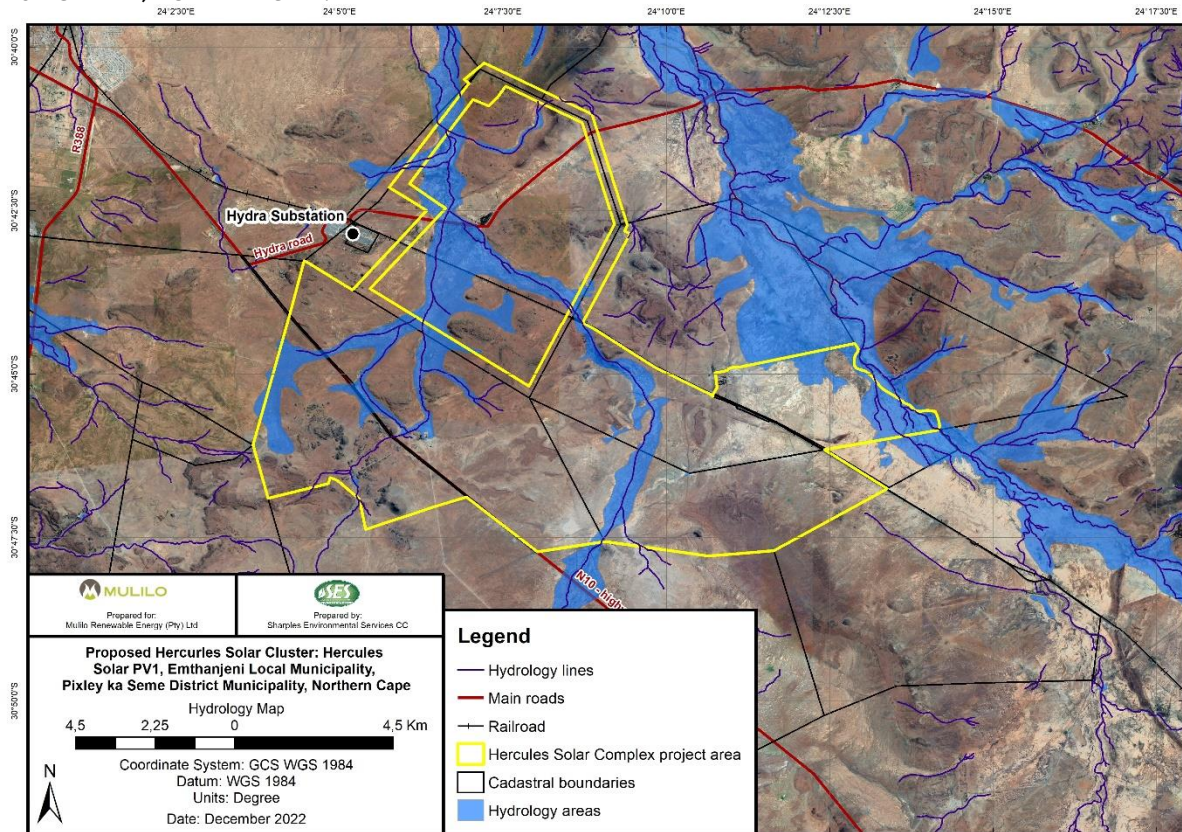 24°2'30"E
24°5'0"E
24°7'30"E
24°10'0"E
24°12'30"E
24°15'0"E
24°17'30"E
30°40'0"S
30°42'30"S
30°45'0"S
30°47'30"S
30°50'0"S
R388
Hydra Substation
Hydra road
N10 - high
MULILO
Prepared for:
Mulilo Renewable Energy (Pty) Ltd
SES
Prepared by:
Sharples Environmental Services CC
Proposed Hercurles Solar Cluster: Hercules
Solar PV1, Emthanjeni Local Municipality,
Pixley ka Seme District Municipality, Northern Cape
Hydrology Map
4,5 2,25 0 4,5 Km
Coordinate System: GCS WGS 1984
Datum: WGS 1984
Units: Degree
Date: December 2022
N
Legend
Hydrology lines
Main roads
Railroad
Hercules Solar Complex project area
Cadastral boundaries
Hydrology areas